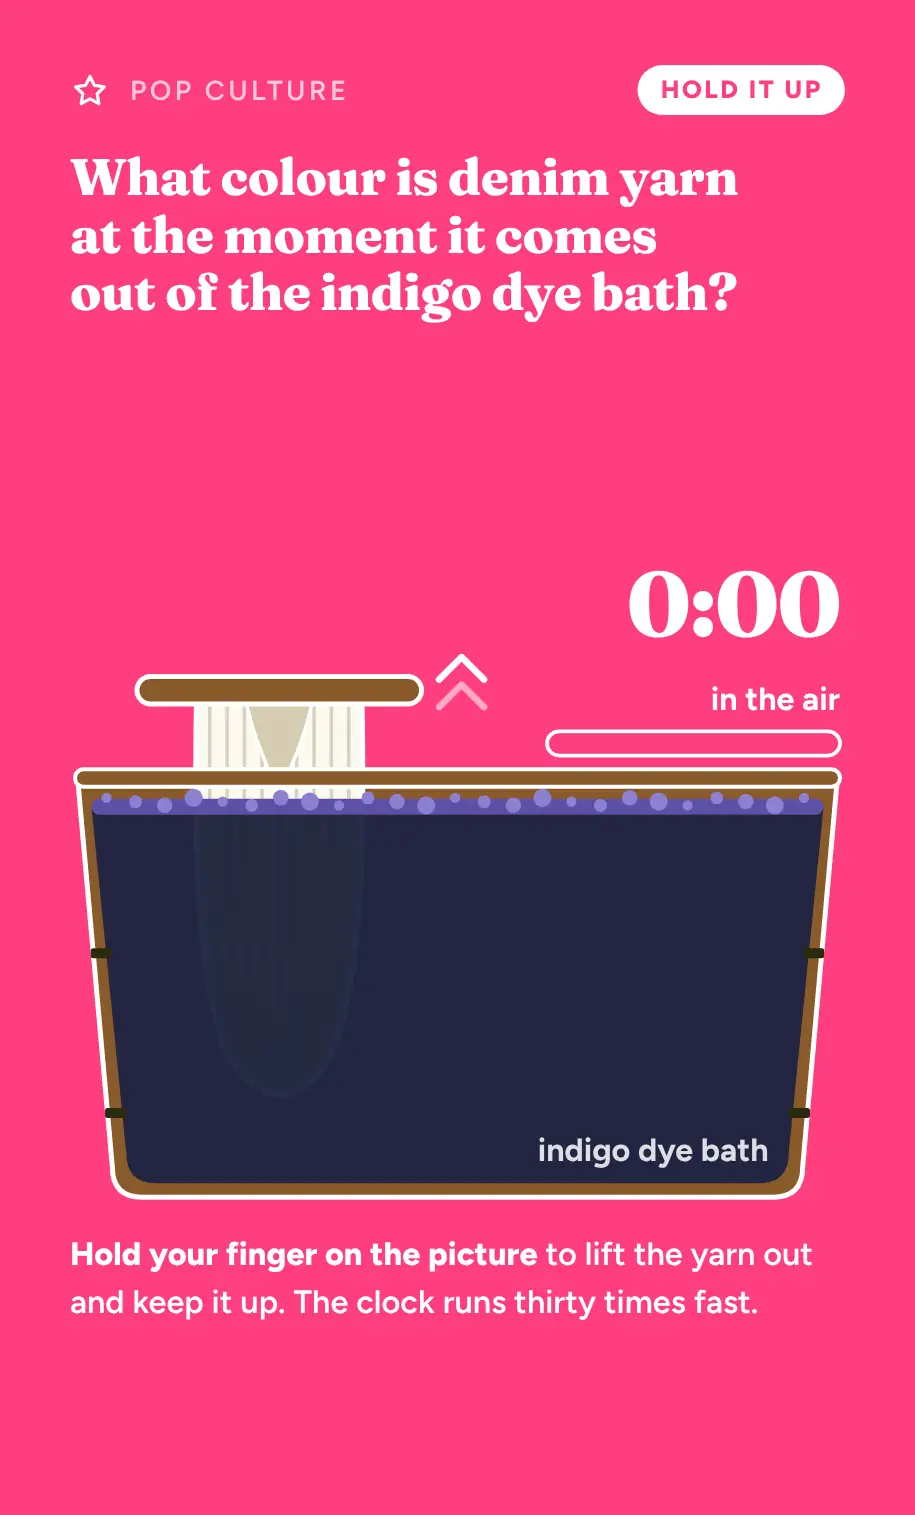 POP CULTURE
HOLD IT UP
What colour is denim yarn
at the moment it comes
out of the indigo dye bath?
0:00
in the air
indigo dye bath
Hold your finger on the picture to lift the yarn out
and keep it up. The clock runs thirty times fast.